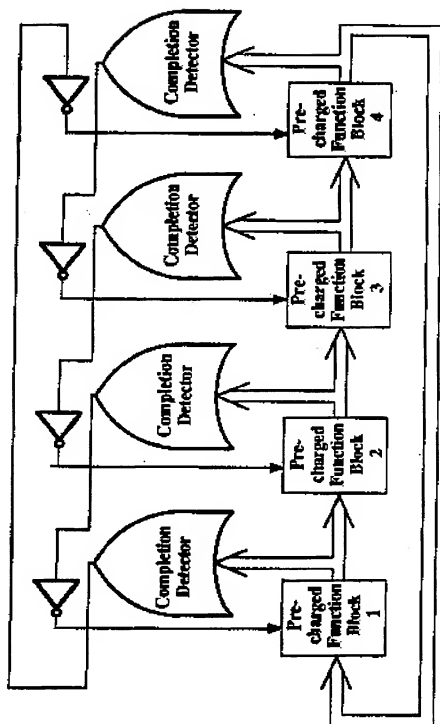 Completion
Detector
Completion
Detector
Completion
Detector
Completion
Detector
Pre-
charged
Function
Block
1
Pre-
charged
Function
Block
2
Pre-
charged
Function
Block
3
Pre-
charged
Function
Block
4